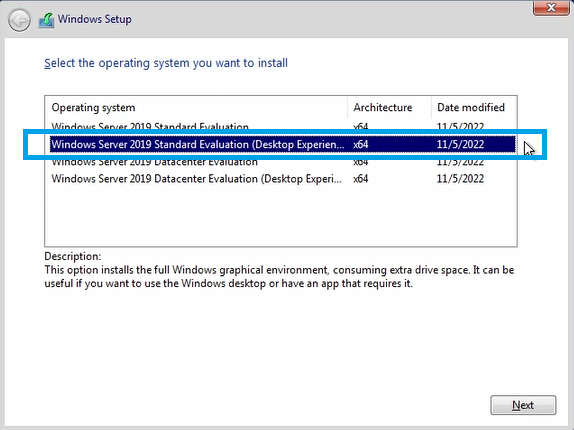 Windows Setup
Select the operating system you want to install
Operating system Architecture Date modified
Windows Server 2019 Standard Evaluation x64 11/5/2022
Windows Server 2019 Standard Evaluation (Desktop Experien... x64 11/5/2022
Windows Server 2019 Datacenter Evaluation x64 11/5/2022
Windows Server 2019 Datacenter Evaluation (Desktop Experi... x64 11/5/2022
Description:
This option installs the full Windows graphical environment, consuming extra drive space. It can be
useful if you want to use the Windows desktop or have an app that requires it.
Next